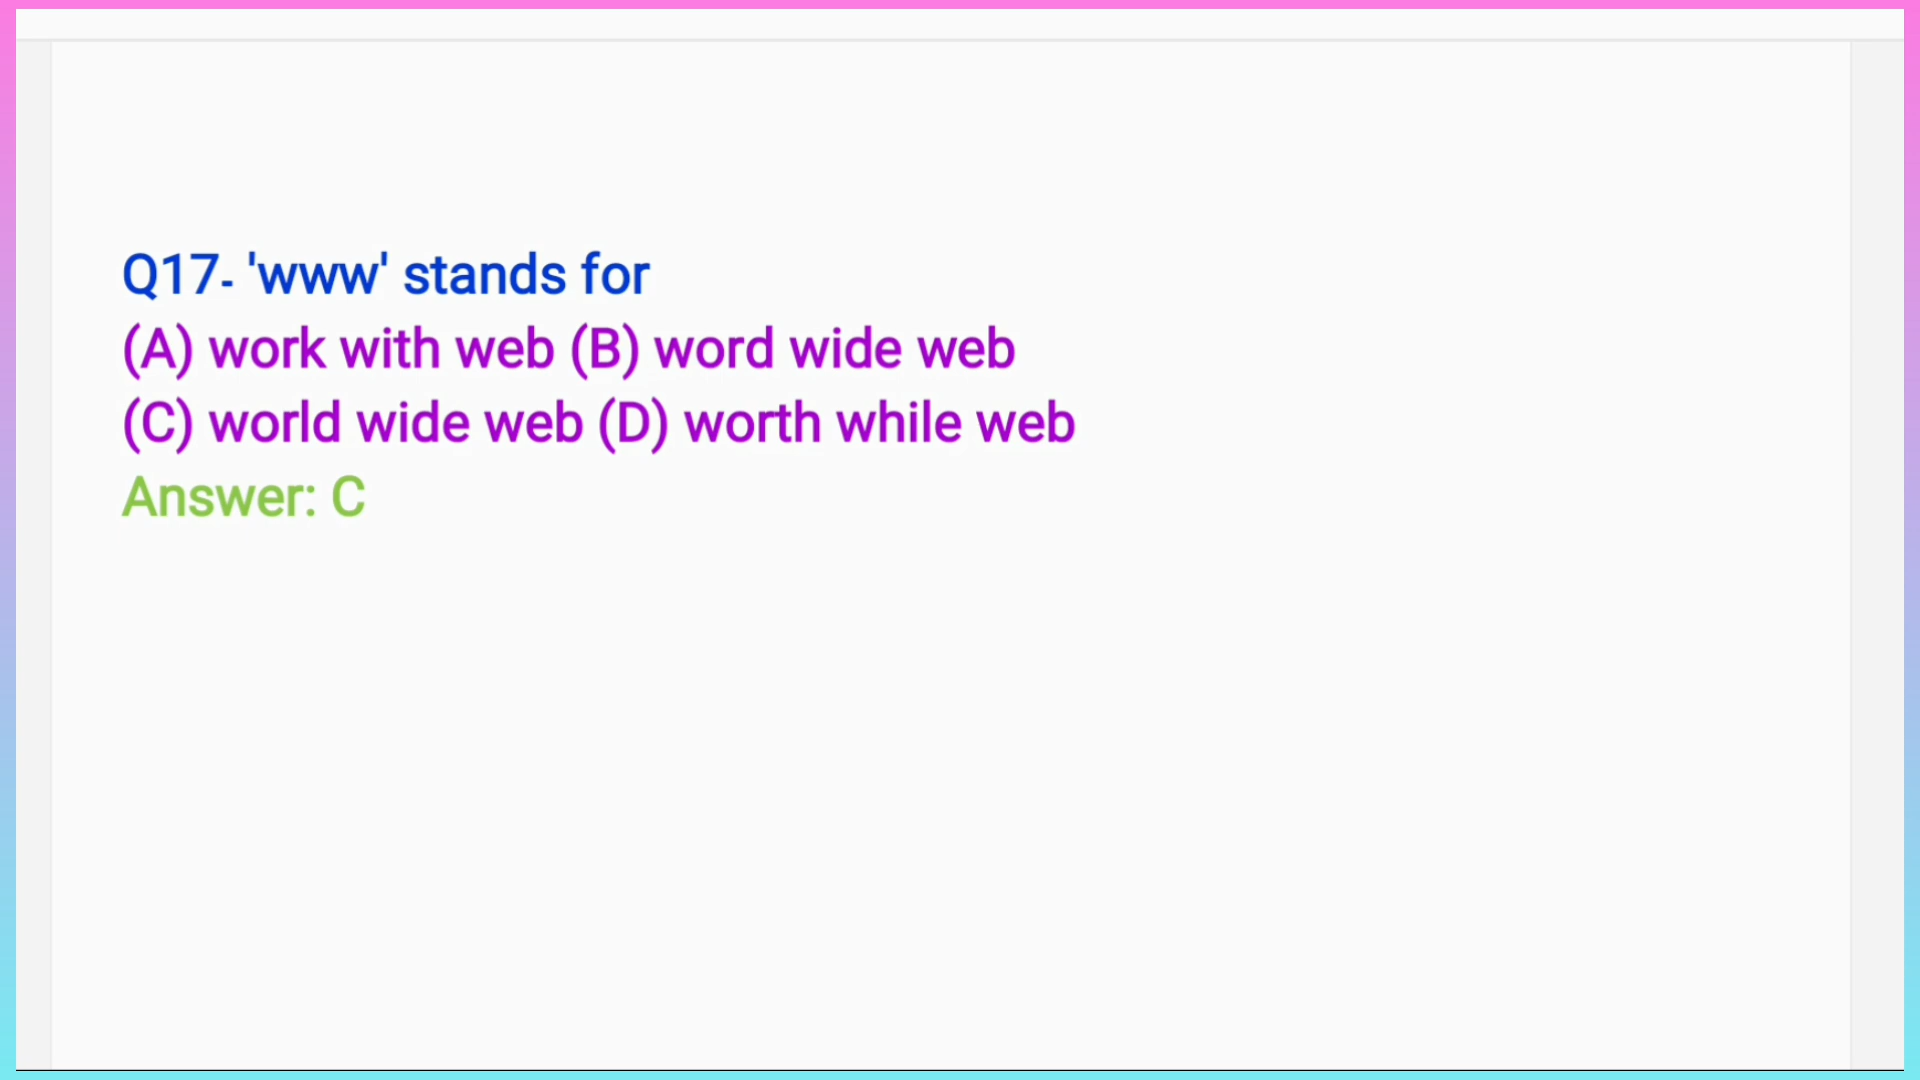 Q17- 'www' stands for
(A) work with web (B) word wide web
(C) world wide web (D) worth while web
Answer: C